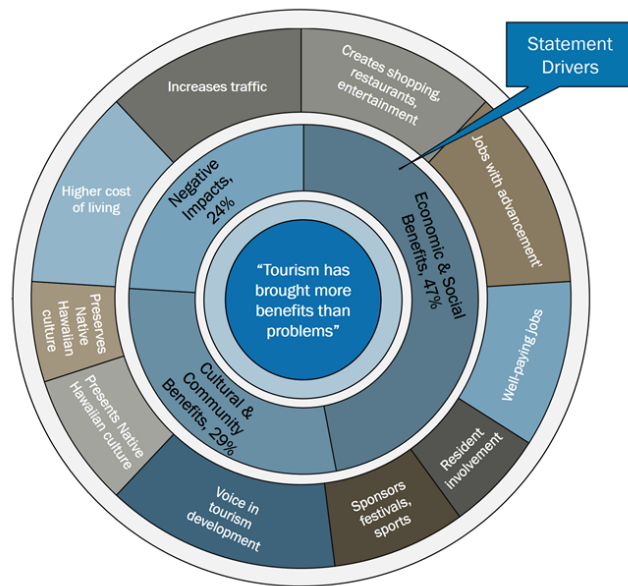 Statement
Drivers
Creates shopping,
restaurants,
entertainment
Jobs with advancement'
Well-paying jobs
Resident
involvement
Sponsors
festivals,
sports
Voice in
tourism
development
Presents Native
Hawaiian culture
Preserves
Native
Hawaiian
culture
Higher cost
of living
Increases traffic
Economic & Social
Benefits, 47%
Cultural &
Community
Benefits, 29%
Negative
Impacts,
24%
“Tourism has
brought more
benefits than
problems”